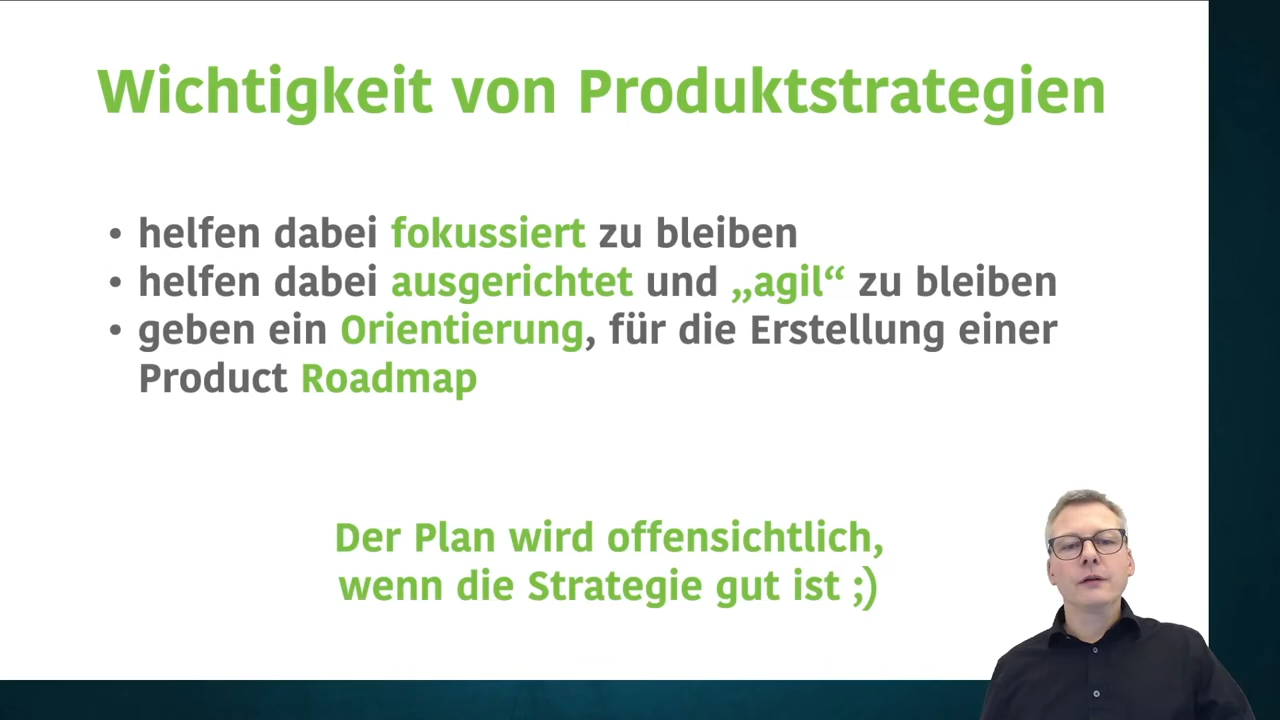 Wichtigkeit von Produktstrategien
• helfen dabei fokussiert zu bleiben
• helfen dabei ausgerichtet und „agil“ zu bleiben
• geben ein Orientierung, für die Erstellung einer
Product Roadmap
Der Plan wird offensichtlich,
wenn die Strategie gut ist ;)